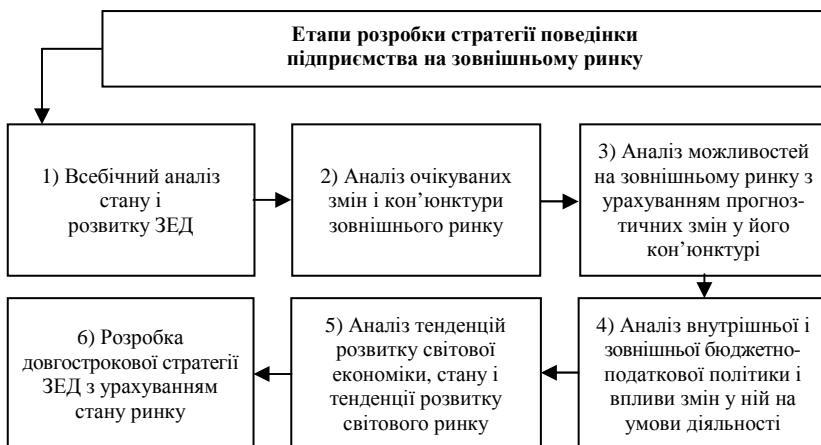 Етапи розробки стратегії поведінки
підприємства на зовнішньому ринку
1) Всебічний аналіз
стану і
розвитку ЗЕД
2) Аналіз очікуваних
змін і кон’юнктури
зовнішнього ринку
3) Аналіз можливостей
на зовнішньому ринку з
урахуванням прогноз-
тичних змін у його
кон’юнктурі
6) Розробка
довгострокової стратегії
ЗЕД з урахуванням
стану ринку
5) Аналіз тенденцій
розвитку світової
економіки, стану і
тенденції розвитку
світового ринку
4) Аналіз внутрішньої і
зовнішної бюджетно-
податкової політики і
впливи змін у ній на
умови діяльності